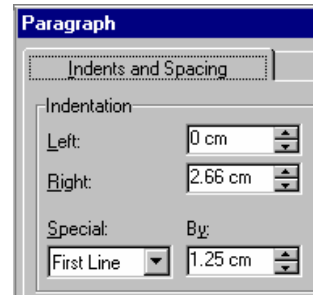 Paragraph
Indents and Spacing
Indentation
Left: 0 cm
Right: 2.66 cm
Special: By:
First Line 1.25 cm